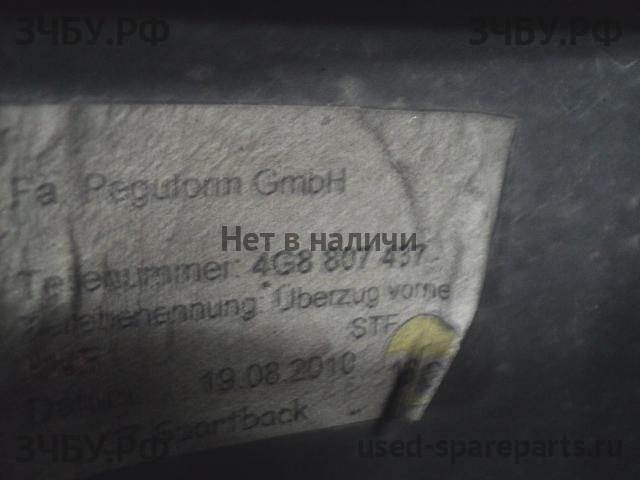 ЗЧБУ.РФ ЗЧБУ.РФ
Fa. Peguform GmbH
Нет в наличии
Teilenummer: 4G8 807 437
Teilebenennung: Überzug vorne
STF
19.08.2010
Datum
Sportback
ЗЧБУ.РФ used-spareparts.ru